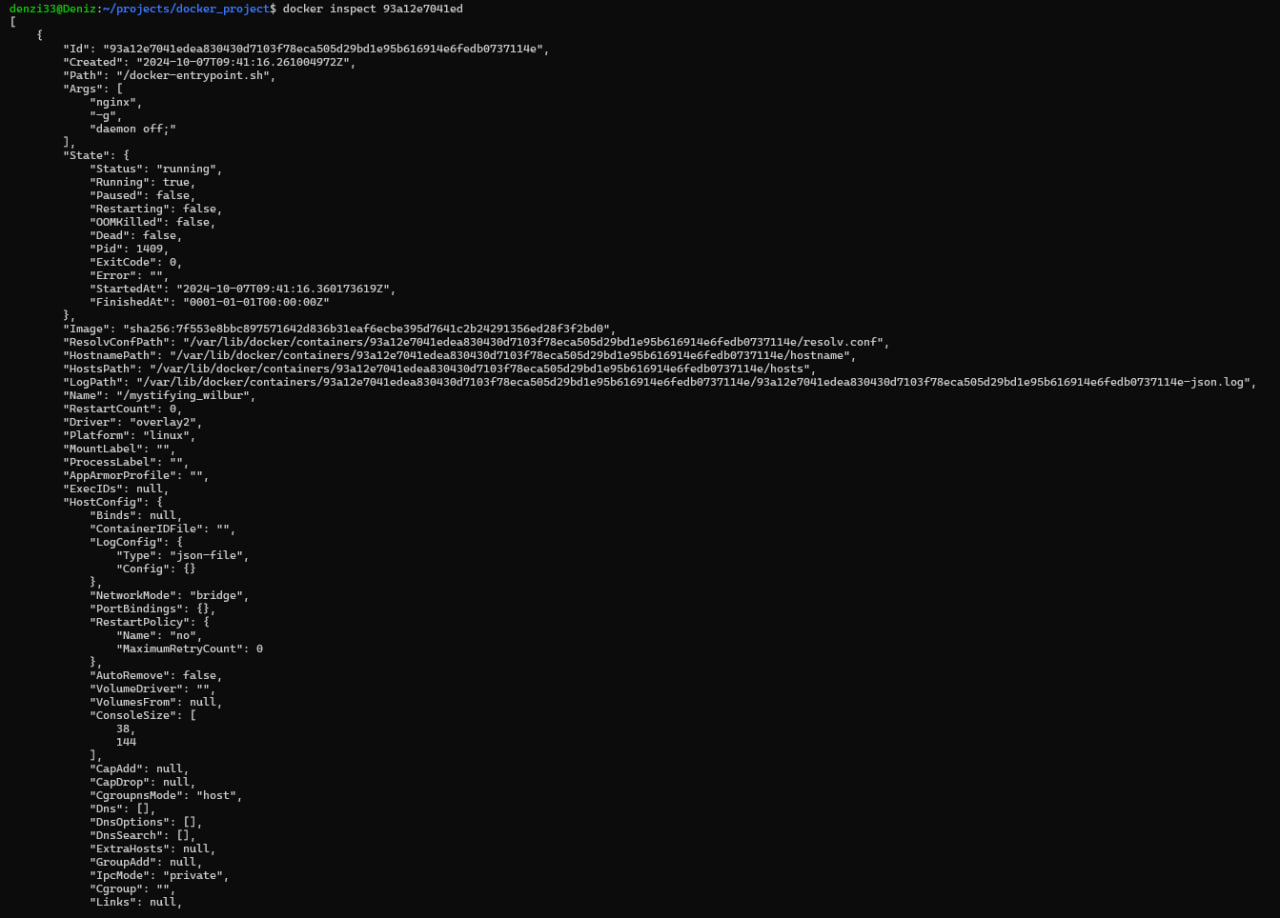 denzi33@Deniz:~/projects/docker_project$ docker inspect 93a12e7041ed
[
    {
        "Id": "93a12e7041edea830430d7103f78eca505d29bd1e95b616914e6fedb0737114e",
        "Created": "2024-10-07T09:41:16.261004972Z",
        "Path": "/docker-entrypoint.sh",
        "Args": [
            "nginx",
            "-g",
            "daemon off;"
        ],
        "State": {
            "Status": "running",
            "Running": true,
            "Paused": false,
            "Restarting": false,
            "OOMKilled": false,
            "Dead": false,
            "Pid": 1409,
            "ExitCode": 0,
            "Error": "",
            "StartedAt": "2024-10-07T09:41:16.360173619Z",
            "FinishedAt": "0001-01-01T00:00:00Z"
        },
        "Image": "sha256:7f553e8bbc897571642d836b31eaf6ecbe395d7641c2b24291356ed28f3f2bd0",
        "ResolvConfPath": "/var/lib/docker/containers/93a12e7041edea830430d7103f78eca505d29bd1e95b616914e6fedb0737114e/resolv.conf",
        "HostnamePath": "/var/lib/docker/containers/93a12e7041edea830430d7103f78eca505d29bd1e95b616914e6fedb0737114e/hostname",
        "HostsPath": "/var/lib/docker/containers/93a12e7041edea830430d7103f78eca505d29bd1e95b616914e6fedb0737114e/hosts",
        "LogPath": "/var/lib/docker/containers/93a12e7041edea830430d7103f78eca505d29bd1e95b616914e6fedb0737114e/93a12e7041edea830430d7103f78eca505d29bd1e95b616914e6fedb0737114e-json.log",
        "Name": "/mystifying_wilbur",
        "RestartCount": 0,
        "Driver": "overlay2",
        "Platform": "linux",
        "MountLabel": "",
        "ProcessLabel": "",
        "AppArmorProfile": "",
        "ExecIDs": null,
        "HostConfig": {
            "Binds": null,
            "ContainerIDFile": "",
            "LogConfig": {
                "Type": "json-file",
                "Config": {}
            },
            "NetworkMode": "bridge",
            "PortBindings": {},
            "RestartPolicy": {
                "Name": "no",
                "MaximumRetryCount": 0
            },
            "AutoRemove": false,
            "VolumeDriver": "",
            "VolumesFrom": null,
            "ConsoleSize": [
                38,
                144
            ],
            "CapAdd": null,
            "CapDrop": null,
            "CgroupnsMode": "host",
            "Dns": [],
            "DnsOptions": [],
            "DnsSearch": [],
            "ExtraHosts": null,
            "GroupAdd": null,
            "IpcMode": "private",
            "Cgroup": "",
            "Links": null,